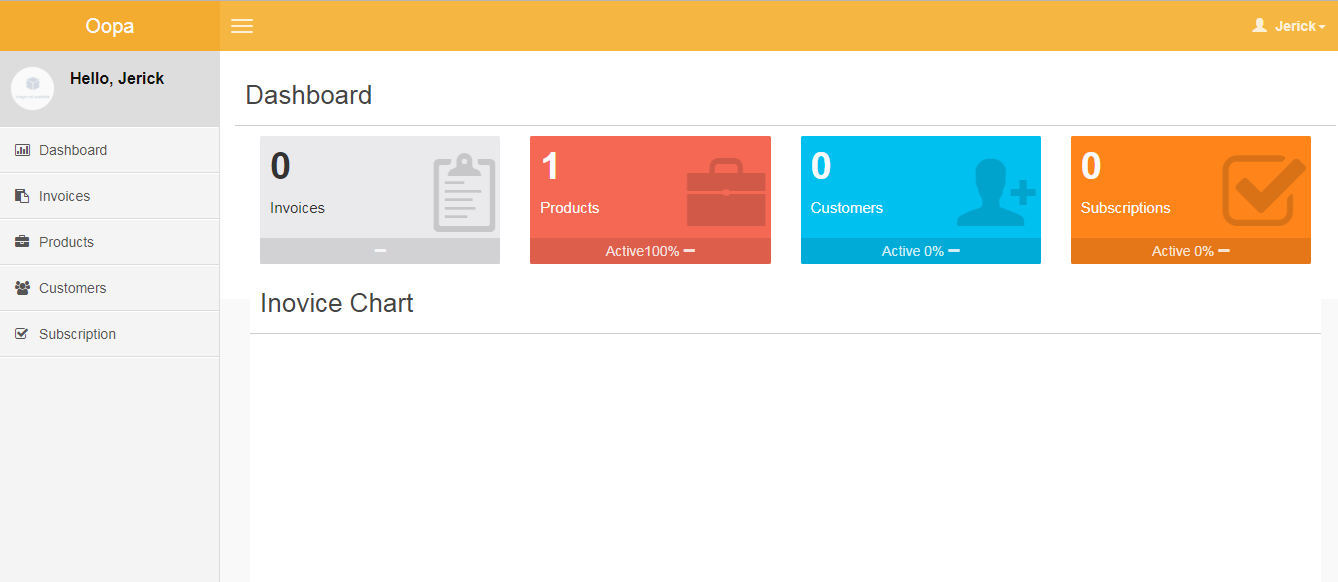 Oopa
Jerick
Hello, Jerick
Dashboard
Invoices
Products
Customers
Subscription
Dashboard
0
Invoices
1
Products
Active100%
0
Customers
Active 0%
0
Subscriptions
Active 0%
Inovice Chart